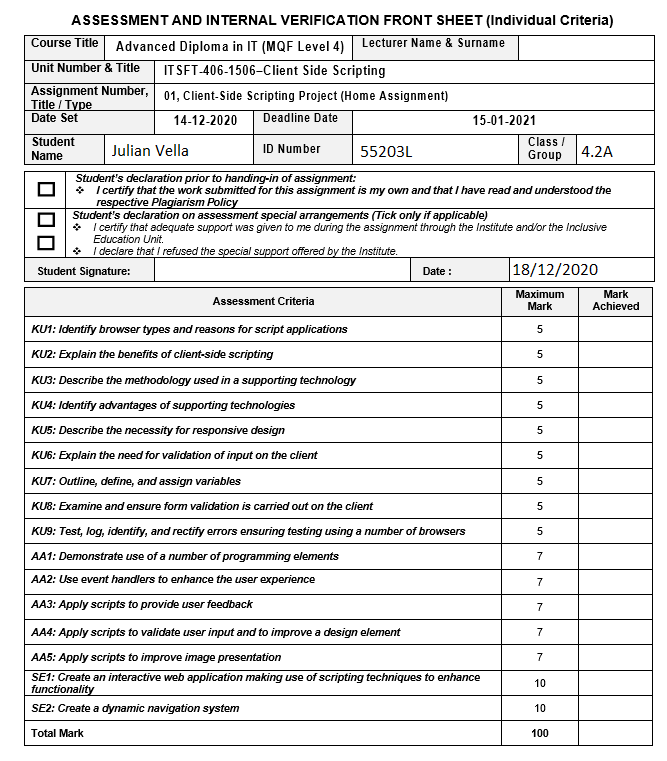 ASSESSMENT AND INTERNAL VERIFICATION FRONT SHEET (Individual Criteria)
Course Title Advanced Diploma in IT (MQF Level 4) Lecturer Name & Surname
Unit Number & Title ITSFT-406-1506–Client Side Scripting
Assignment Number, Title / Type 01, Client-Side Scripting Project (Home Assignment)
Date Set 14-12-2020 Deadline Date 15-01-2021
Student Name Julian Vella ID Number 55203L Class / Group 4.2A
Student's declaration prior to handing-in of assignment:
❖ I certify that the work submitted for this assignment is my own and that I have read and understood the
respective Plagiarism Policy
Student's declaration on assessment special arrangements (Tick only if applicable)
❖ I certify that adequate support was given to me during the assignment through the Institute and/or the Inclusive
Education Unit.
❖ I declare that I refused the special support offered by the Institute.
Student Signature: Date : 18/12/2020
Assessment Criteria Maximum Mark Mark Achieved
KU1: Identify browser types and reasons for script applications 5
KU2: Explain the benefits of client-side scripting 5
KU3: Describe the methodology used in a supporting technology 5
KU4: Identify advantages of supporting technologies 5
KU5: Describe the necessity for responsive design 5
KU6: Explain the need for validation of input on the client 5
KU7: Outline, define, and assign variables 5
KU8: Examine and ensure form validation is carried out on the client 5
KU9: Test, log, identify, and rectify errors ensuring testing using a number of browsers 5
AA1: Demonstrate use of a number of programming elements 7
AA2: Use event handlers to enhance the user experience 7
AA3: Apply scripts to provide user feedback 7
AA4: Apply scripts to validate user input and to improve a design element 7
AA5: Apply scripts to improve image presentation 7
SE1: Create an interactive web application making use of scripting techniques to enhance
functionality 10
SE2: Create a dynamic navigation system 10
Total Mark 100